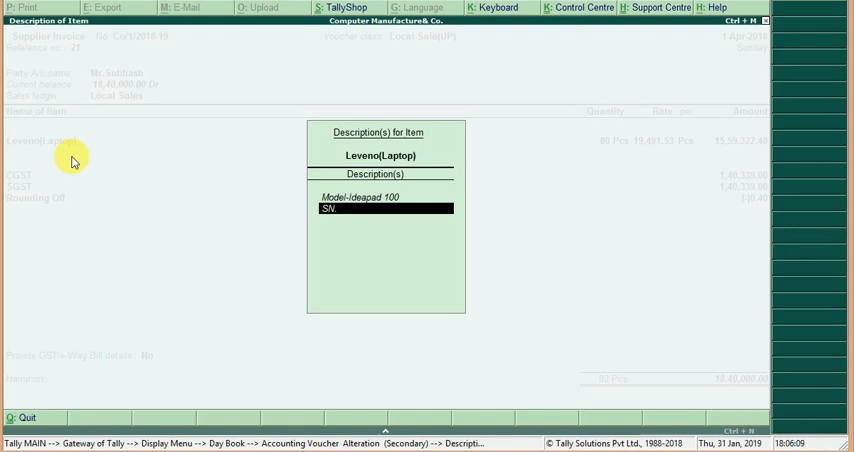 P: Print E: Export M: E-Mail O: Upload S: TallyShop G: Language K: Keyboard K: Control Centre H: Support Centre H: Help
Description of Item Computer Manufacture& Co. Ctrl + M x
Supplier Invoice No. Co/1/2018-19 Voucher class: Local Sale(UP) 1-Apr-2018
Reference no.: 21 Sunday
Party A/c name : Mr.Subhash
Current balance : 18,40,000.00 Dr
Sales ledger : Local Sales
Name of Item Quantity Rate per Amount
Leveno(Laptop) 80 Pcs 19,491.53 Pcs 15,59,322.40
CGST 1,40,339.00
SGST 1,40,339.00
Rounding Off (-)0.40
Description(s) for Item
Leveno(Laptop)
Description(s)
Model-Ideapad 100
SN.
Provide GST/e-Way Bill details: No
Narration: 80 Pcs 18,40,000.00
Q: Quit
Ctrl + N
Tally MAIN --> Gateway of Tally --> Display Menu --> Day Book --> Accounting Voucher Alteration (Secondary) --> Descripti... © Tally Solutions Pvt Ltd., 1988-2018 Thu, 31 Jan, 2019 18:06:09